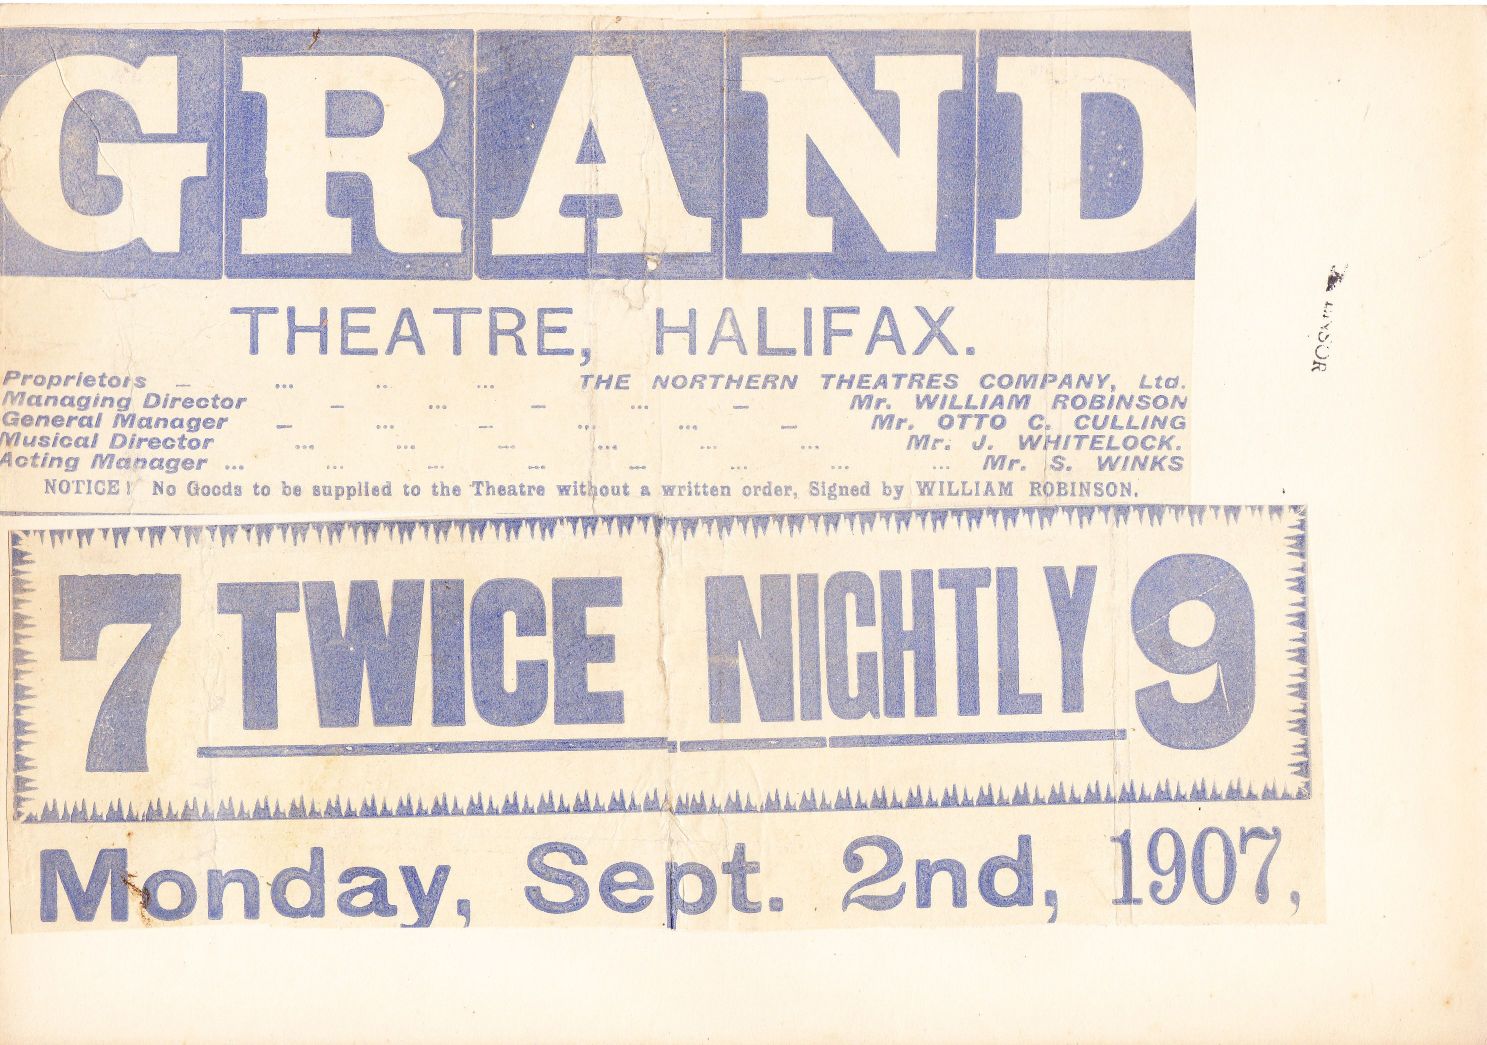 GRAND
THEATRE, HALIFAX.
Proprietors — ... ... ... THE NORTHERN THEATRES COMPANY, Ltd.
Managing Director — ... — ... — Mr. WILLIAM ROBINSON
General Manager — ... — ... ... — Mr. OTTO C. CULLING
Musical Director ... ... ... ... ... ... Mr. J. WHITELOCK.
Acting Manager ... ... ... ... ... ... ... ... Mr. S. WINKS
NOTICE! No Goods to be supplied to the Theatre without a written order, Signed by WILLIAM ROBINSON.
7 TWICE NIGHTLY 9
Monday, Sept. 2nd, 1907,